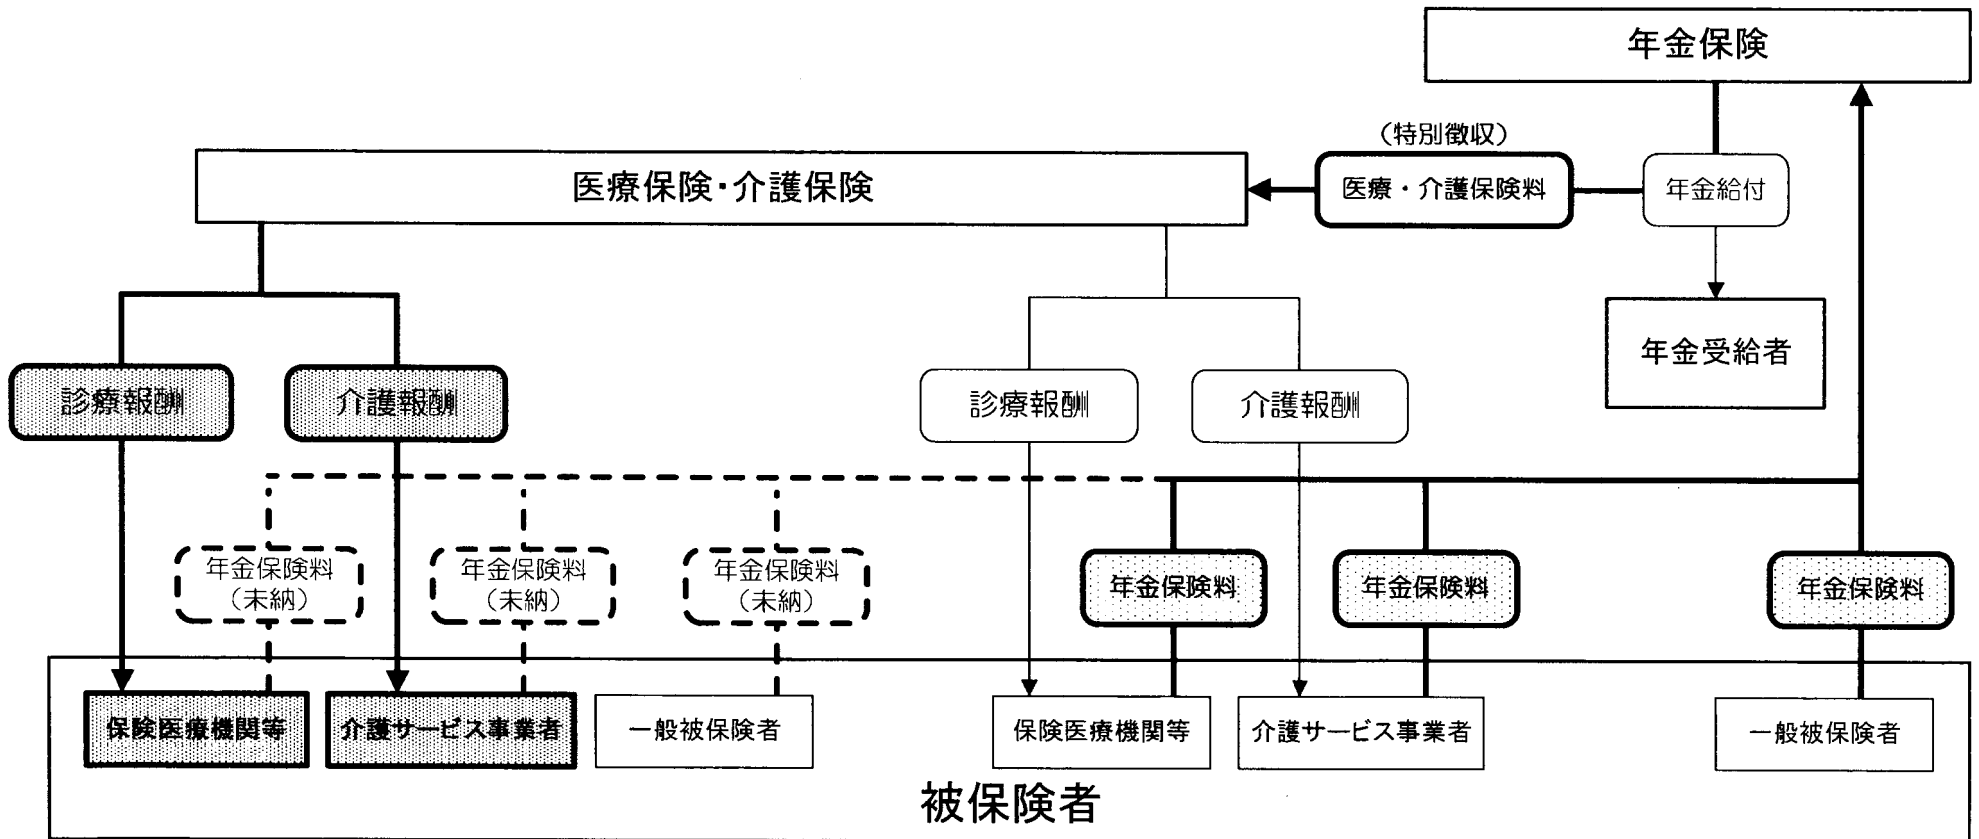 年金保険
(特別徴収)
医療保険・介護保険
医療・介護保険料
年金給付
年金受給者
診療報酬
介護報酬
診療報酬
介護報酬
年金保険料
(未納)
年金保険料
(未納)
年金保険料
(未納)
年金保険料
年金保険料
年金保険料
保険医療機関等
介護サービス事業者
一般被保険者
保険医療機関等
介護サービス事業者
一般被保険者
被保険者